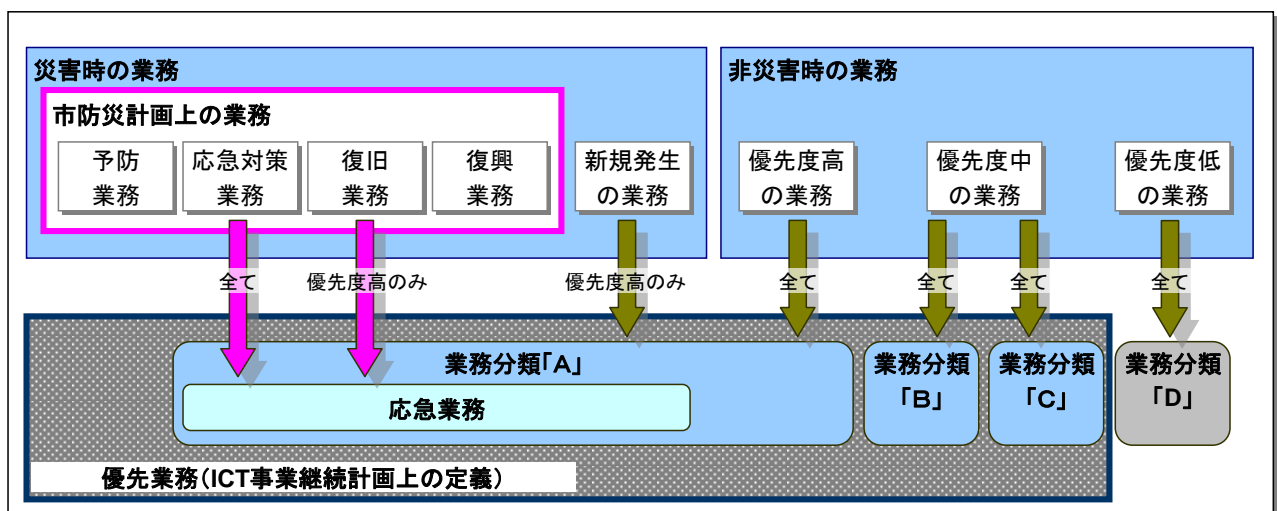 災害時の業務
市防災計画上の業務
予防
業務
応急対策
業務
復旧
業務
復興
業務
新規発生
の業務
非災害時の業務
優先度高
の業務
優先度中
の業務
優先度低
の業務
全て
優先度高のみ
優先度高のみ
全て
全て
全て
全て
業務分類「A」
応急業務
業務分類
「B」
業務分類
「C」
業務分類
「D」
優先業務(ICT事業継続計画上の定義)